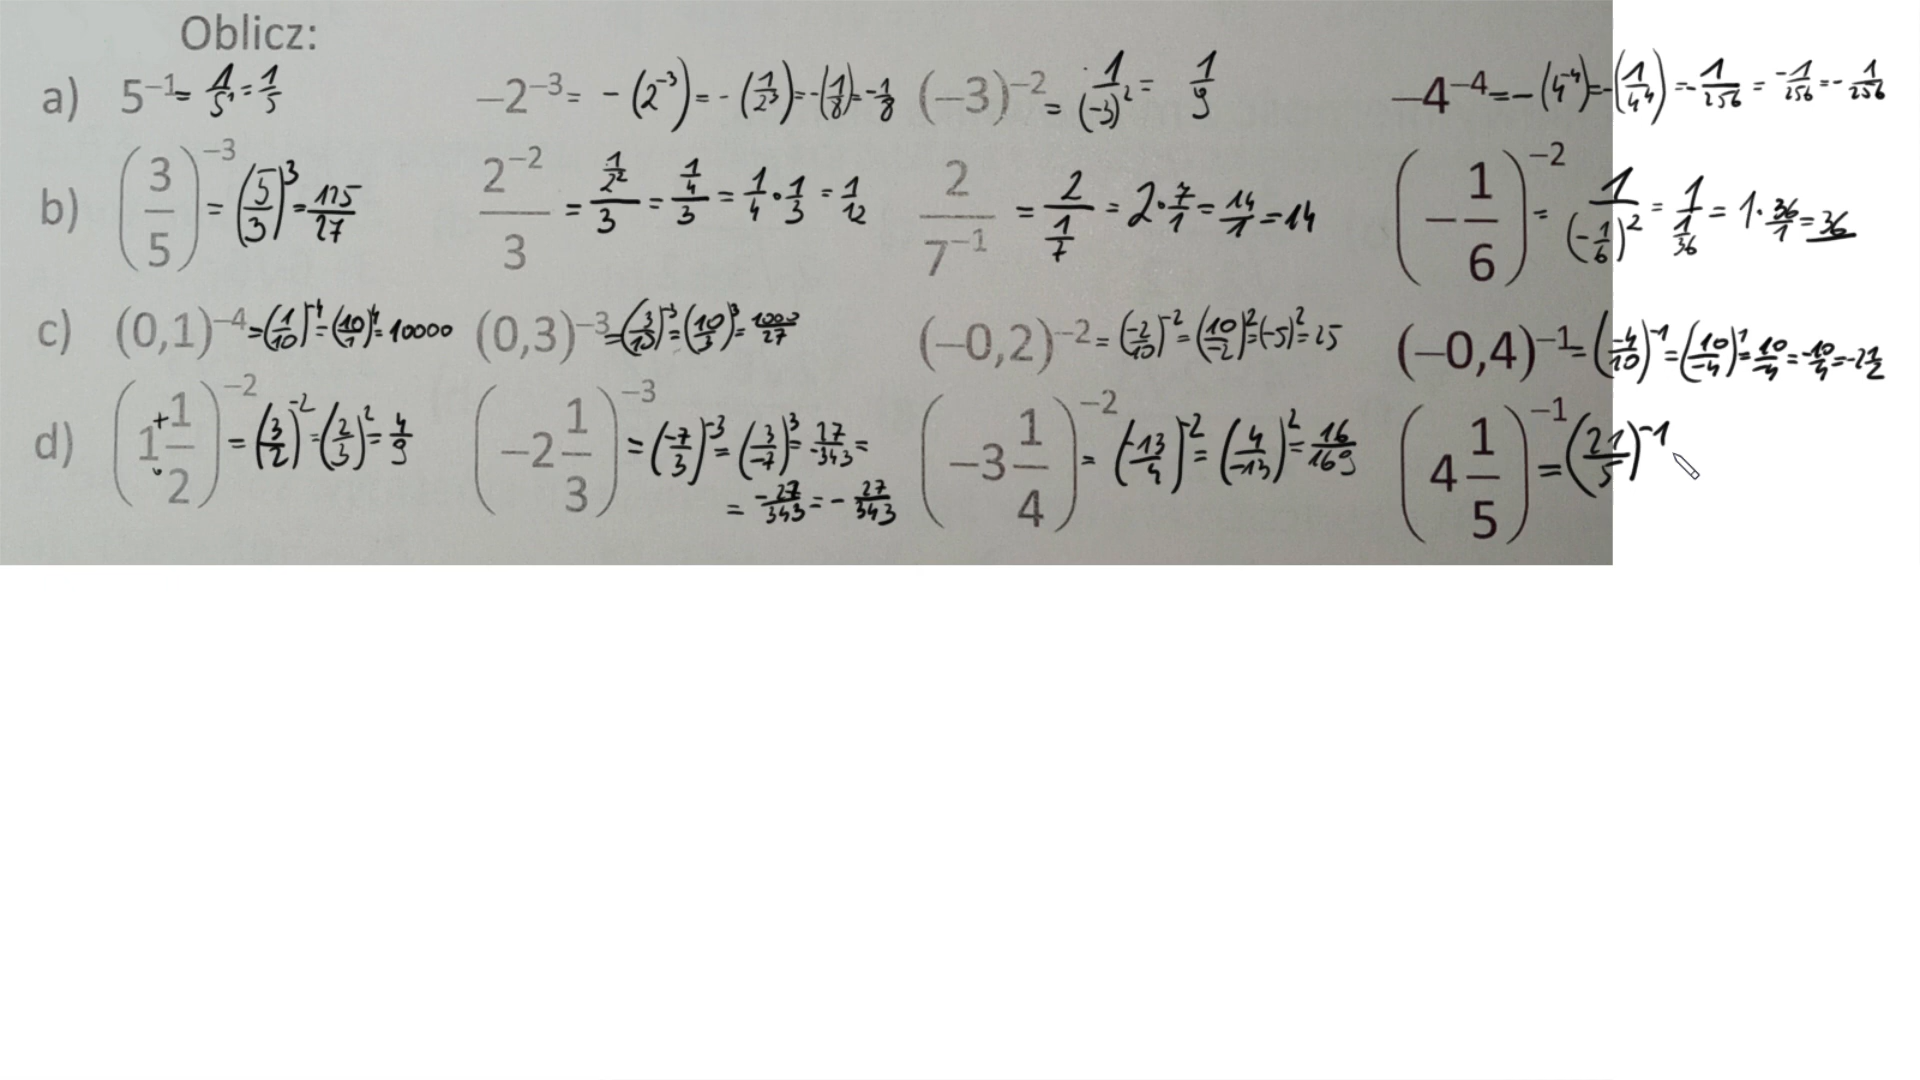 Oblicz:
a) 5⁻¹ = 1/5¹ = 1/5   −2⁻³ = −(2⁻³) = −(1/2³) = −(1/8) = −1/8   (−3)⁻² = 1/(−3)² = 1/9   −4⁻⁴ = −(4⁻⁴) = −(1/4⁴) = −1/256 = −1/256 = −1/256
b) (3/5)⁻³ = (5/3)³ = 125/27   2⁻²/3 = (1/2²)/3 = (1/4)/3 = 1/4 · 1/3 = 1/12   2/7⁻¹ = 2/(1/7) = 2 · 7/1 = 14/1 = 14   (−1/6)⁻² = 1/(−1/6)² = 1/(1/36) = 1 · 36/1 = 36
c) (0,1)⁻⁴ = (1/10)⁻⁴ = (10/1)⁴ = 10000   (0,3)⁻³ = (3/10)⁻³ = (10/3)³ = 1000/27   (−0,2)⁻² = (−2/10)⁻² = (10/−2)² = (−5)² = 25   (−0,4)⁻¹ = (−4/10)⁻¹ = (10/−4)¹ = 10/−4 = −10/4 = −2 1/2
d) (1 1/2)⁻² = (3/2)⁻² = (2/3)² = 4/9   (−2 1/3)⁻³ = (−7/3)⁻³ = (3/−7)³ = 27/−343 =   (−3 1/4)⁻² = (−13/4)⁻² = (4/−13)² = 16/169   (4 1/5)⁻¹ = (21/5)⁻¹
= −27/343 = −27/343